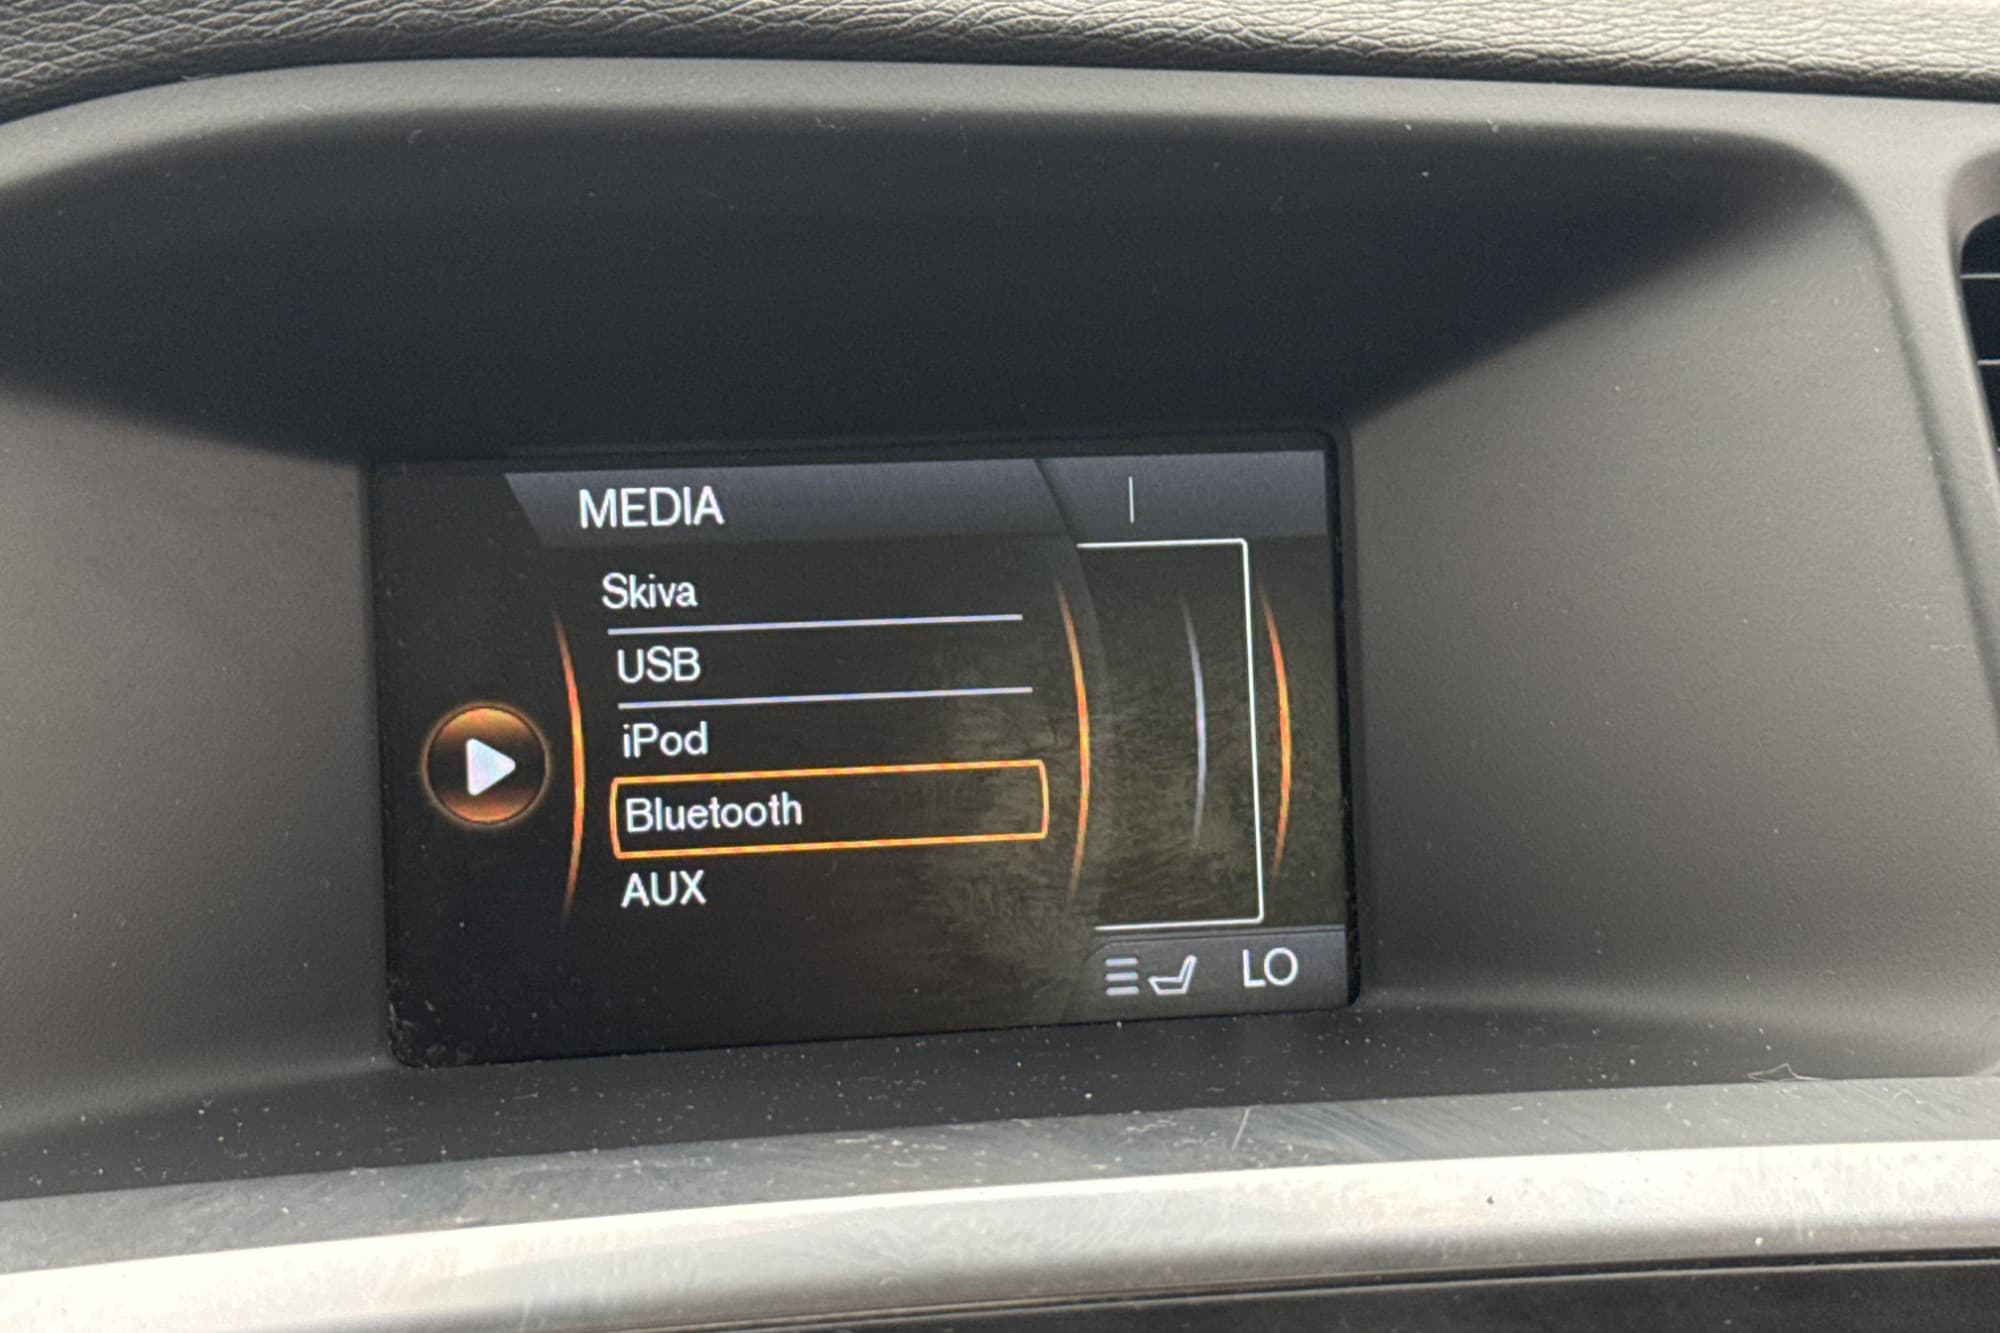 MEDIA
Skiva
USB
iPod
Bluetooth
AUX
LO